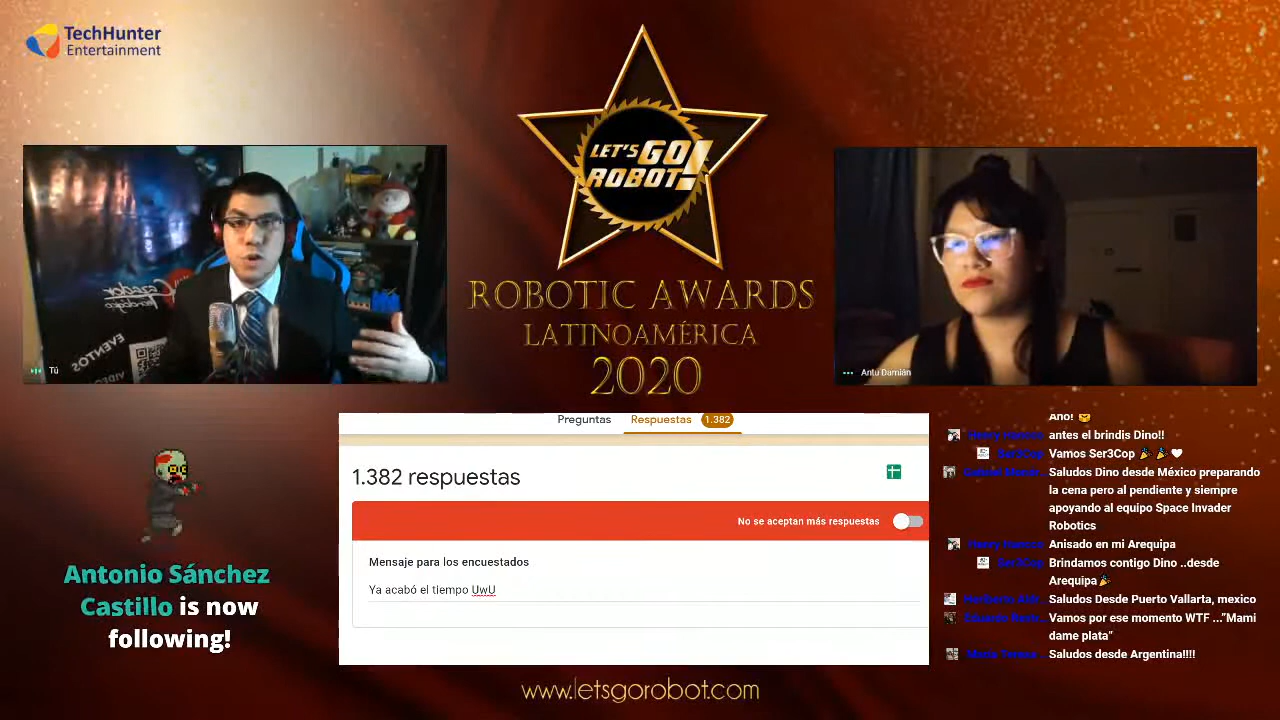 TechHunter
Entertainment
LET'S GO
ROBOT!
ROBOTIC AWARDS
LATINOAMÉRICA
2020
EVENTOS
Tú
Antu Damián
Preguntas Respuestas 1.382
1.382 respuestas
No se aceptan más respuestas
Mensaje para los encuestados
Ya acabó el tiempo UwU
Antonio Sánchez
Castillo is now
following!
Año!
antes el brindis Dino!!
Ser3Cop Vamos Ser3Cop
Saludos Dino desde México preparando
la cena pero al pendiente y siempre
apoyando al equipo Space Invader
Robotics
Anisado en mi Arequipa
Ser3Cop Brindamos contigo Dino ..desde
Arequipa
Saludos Desde Puerto Vallarta, mexico
Vamos por ese momento WTF ..."Mami
dame plata"
Saludos desde Argentina!!!!
www.letsgorobot.com